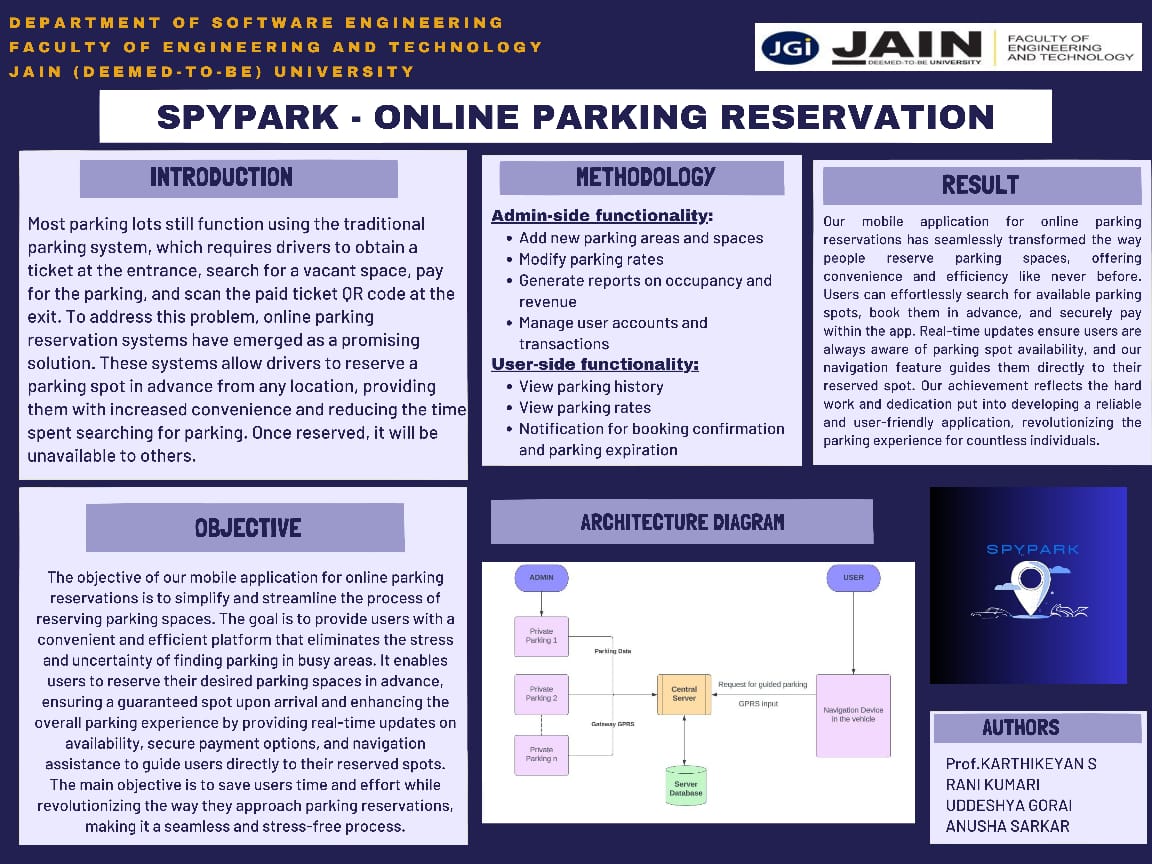 DEPARTMENT OF SOFTWARE ENGINEERING
FACULTY OF ENGINEERING AND TECHNOLOGY
JAIN (DEEMED-TO-BE) UNIVERSITY
JGi
JAIN
DEEMED-TO-BE UNIVERSITY
FACULTY OF
ENGINEERING
AND TECHNOLOGY
SPYPARK - ONLINE PARKING RESERVATION
INTRODUCTION
Most parking lots still function using the traditional
parking system, which requires drivers to obtain a
ticket at the entrance, search for a vacant space, pay
for the parking, and scan the paid ticket QR code at the
exit. To address this problem, online parking
reservation systems have emerged as a promising
solution. These systems allow drivers to reserve a
parking spot in advance from any location, providing
them with increased convenience and reducing the time
spent searching for parking. Once reserved, it will be
unavailable to others.
METHODOLOGY
Admin-side functionality:
• Add new parking areas and spaces
• Modify parking rates
• Generate reports on occupancy and
revenue
• Manage user accounts and
transactions
User-side functionality:
• View parking history
• View parking rates
• Notification for booking confirmation
and parking expiration
RESULT
Our mobile application for online parking
reservations has seamlessly transformed the way
people reserve parking spaces, offering
convenience and efficiency like never before.
Users can effortlessly search for available parking
spots, book them in advance, and securely pay
within the app. Real-time updates ensure users are
always aware of parking spot availability, and our
navigation feature guides them directly to their
reserved spot. Our achievement reflects the hard
work and dedication put into developing a reliable
and user-friendly application, revolutionizing the
parking experience for countless individuals.
OBJECTIVE
The objective of our mobile application for online parking
reservations is to simplify and streamline the process of
reserving parking spaces. The goal is to provide users with a
convenient and efficient platform that eliminates the stress
and uncertainty of finding parking in busy areas. It enables
users to reserve their desired parking spaces in advance,
ensuring a guaranteed spot upon arrival and enhancing the
overall parking experience by providing real-time updates on
availability, secure payment options, and navigation
assistance to guide users directly to their reserved spots.
The main objective is to save users time and effort while
revolutionizing the way they approach parking reservations,
making it a seamless and stress-free process.
ARCHITECTURE DIAGRAM
ADMIN
USER
Private
Parking 1
Parking Data
Private
Parking 2
Central
Server
Request for guided parking
GPRS input
Navigation Device
in the vehicle
Gateway GPRS
Private
Parking n
Server
Database
SPYPARK
AUTHORS
Prof.KARTHIKEYAN S
RANI KUMARI
UDDESHYA GORAI
ANUSHA SARKAR